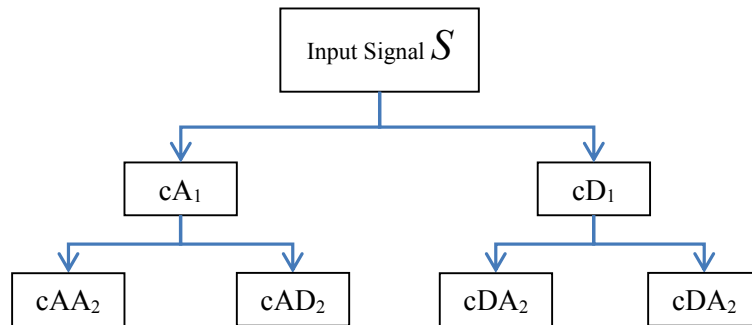 Input Signal S
cA₁
cD₁
cAA₂
cAD₂
cDA₂
cDA₂